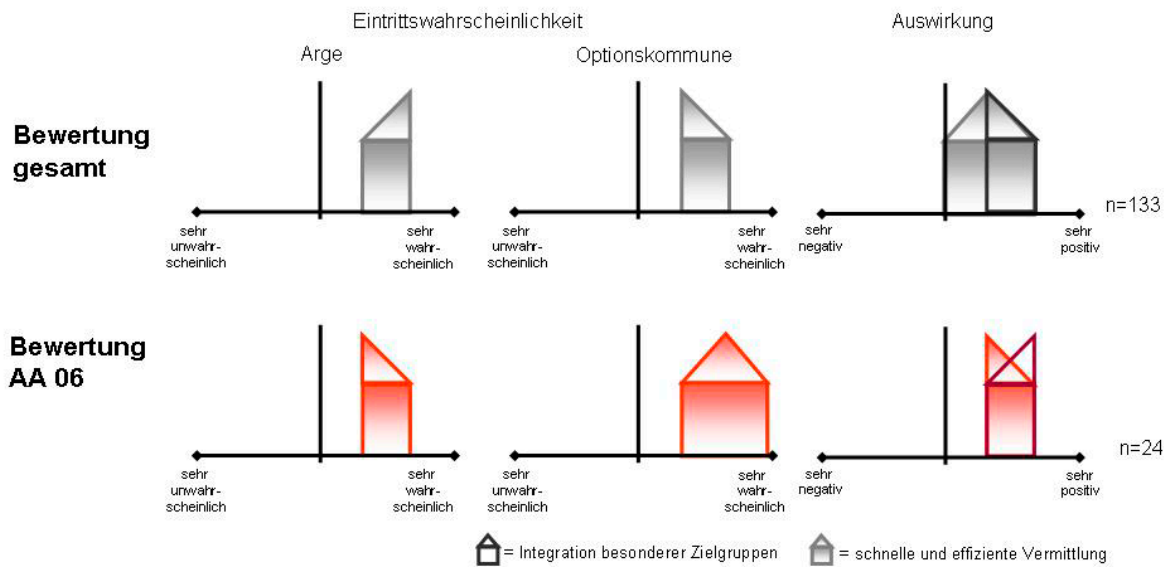 Eintrittswahrscheinlichkeit
Auswirkung
Arge
Optionskommune
Bewertung
gesamt
n=133
sehr
unwahr-
scheinlich
sehr
wahr-
scheinlich
sehr
unwahr-
scheinlich
sehr
wahr-
scheinlich
sehr
negativ
sehr
positiv
Bewertung
AA 06
n=24
sehr
unwahr-
scheinlich
sehr
wahr-
scheinlich
sehr
unwahr-
scheinlich
sehr
wahr-
scheinlich
sehr
negativ
sehr
positiv
= Integration besonderer Zielgruppen
= schnelle und effiziente Vermittlung